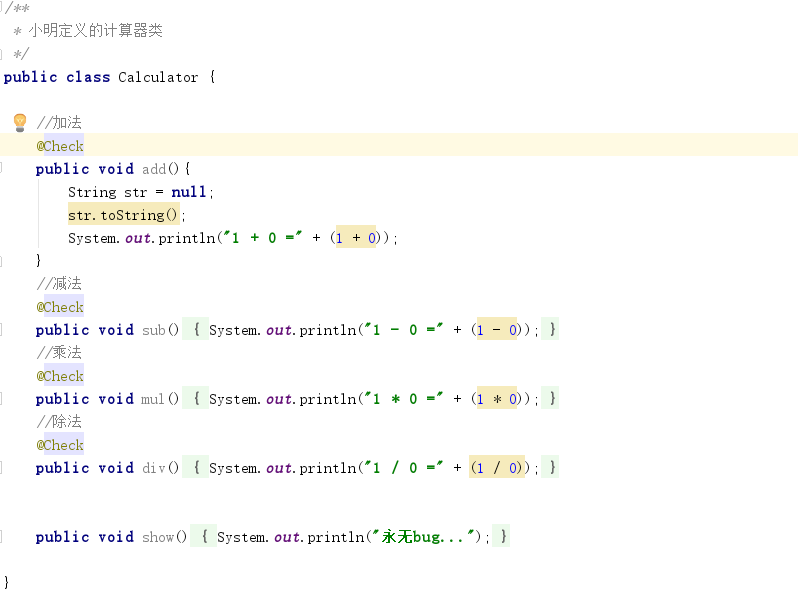 /**
 * 小明定义的计算器类
 */
public class Calculator {
//加法
@Check
public void add(){
String str = null;
str.toString();
System.out.println("1 + 0 =" + (1 + 0));
}
//减法
@Check
public void sub() { System.out.println("1 - 0 =" + (1 - 0)); }
//乘法
@Check
public void mul() { System.out.println("1 * 0 =" + (1 * 0)); }
//除法
@Check
public void div() { System.out.println("1 / 0 =" + (1 / 0)); }
public void show() { System.out.println("永无bug..."); }
}